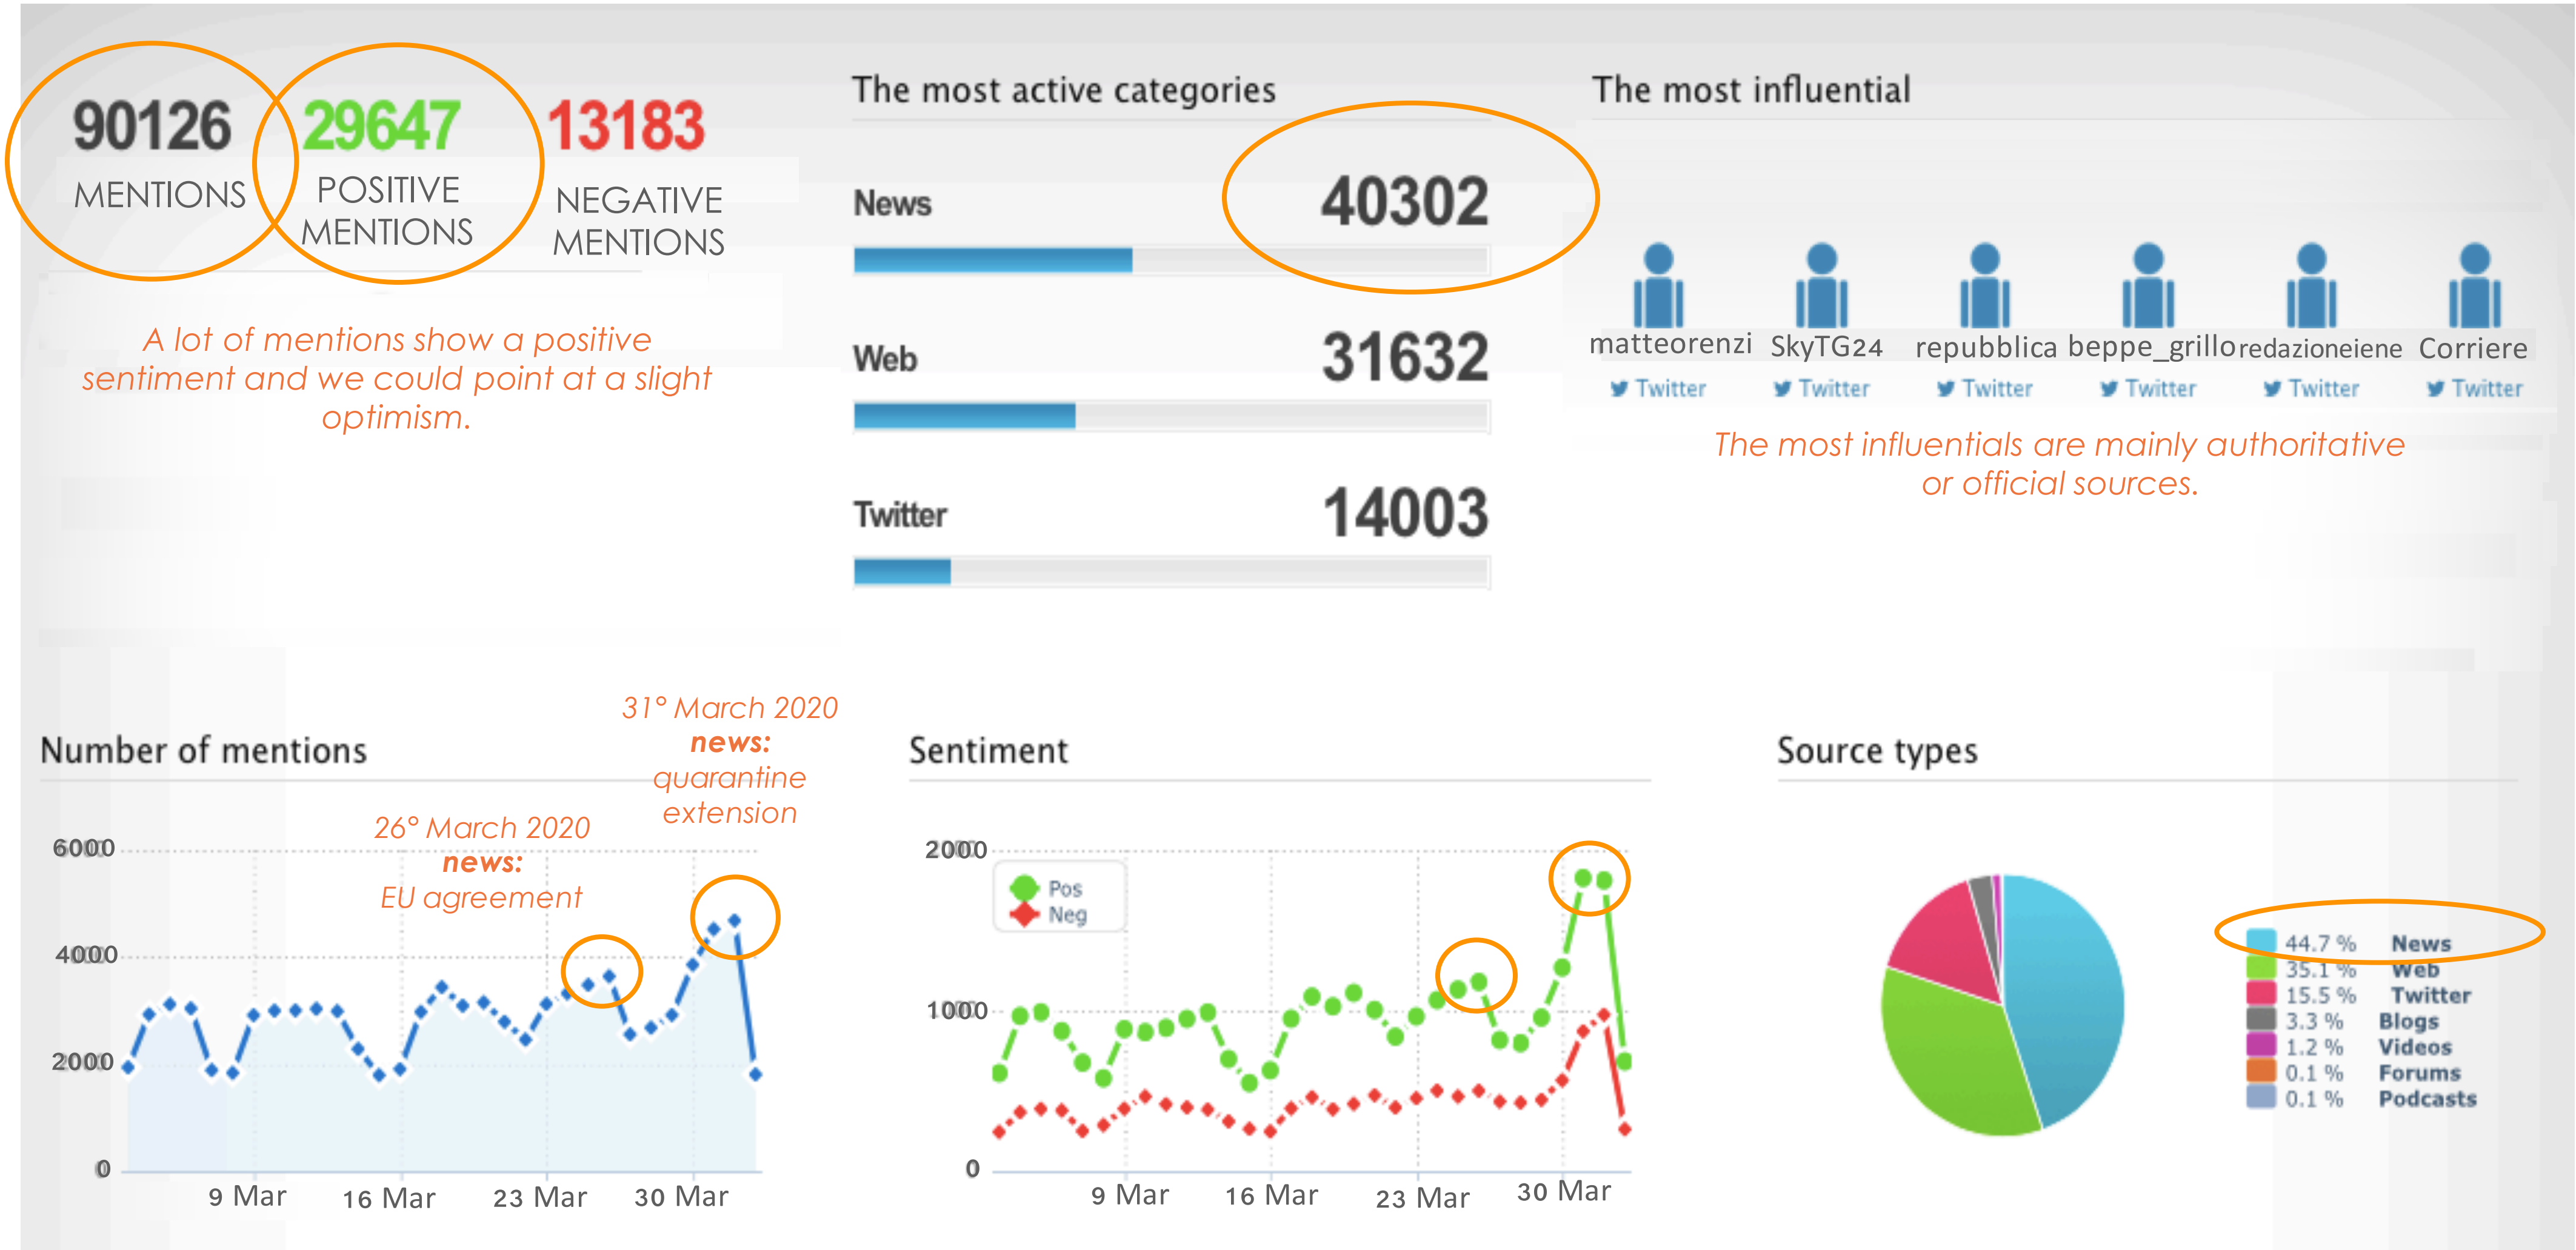 90126
MENTIONS
29647
POSITIVE
MENTIONS
13183
NEGATIVE
MENTIONS
A lot of mentions show a positive
sentiment and we could point at a slight
optimism.
The most active categories
News 40302
Web 31632
Twitter 14003
The most influential
matteorenzi SkyTG24 repubblica beppe_grillo redazioneiene Corriere
Twitter Twitter Twitter Twitter Twitter Twitter
The most influentials are mainly authoritative
or official sources.
Number of mentions
31° March 2020
news:
quarantine
extension
26° March 2020
news:
EU agreement
6000
4000
2000
0
9 Mar 16 Mar 23 Mar 30 Mar
Sentiment
Pos
Neg
2000
1000
0
9 Mar 16 Mar 23 Mar 30 Mar
Source types
44.7 % News
35.1 % Web
15.5 % Twitter
3.3 % Blogs
1.2 % Videos
0.1 % Forums
0.1 % Podcasts